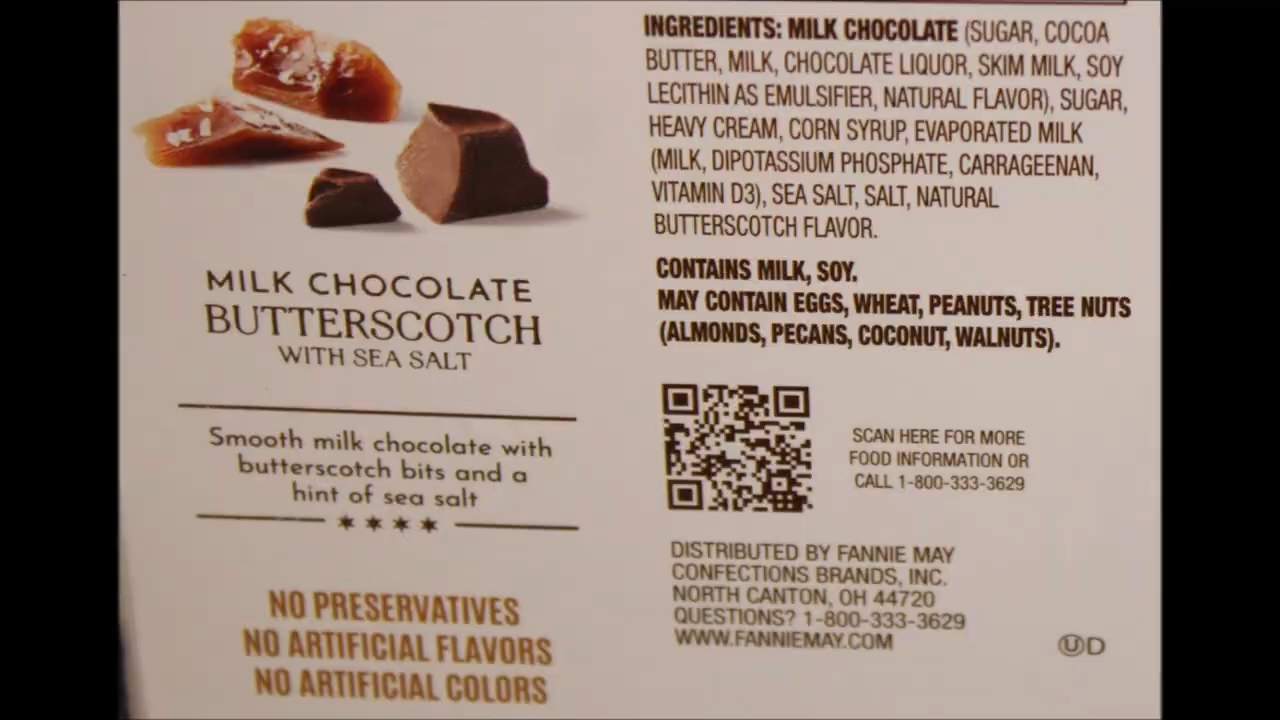 INGREDIENTS: MILK CHOCOLATE (SUGAR, COCOA
BUTTER, MILK, CHOCOLATE LIQUOR, SKIM MILK, SOY
LECITHIN AS EMULSIFIER, NATURAL FLAVOR), SUGAR,
HEAVY CREAM, CORN SYRUP, EVAPORATED MILK
(MILK, DIPOTASSIUM PHOSPHATE, CARRAGEENAN,
VITAMIN D3), SEA SALT, SALT, NATURAL
BUTTERSCOTCH FLAVOR.
CONTAINS MILK, SOY.
MAY CONTAIN EGGS, WHEAT, PEANUTS, TREE NUTS
(ALMONDS, PECANS, COCONUT, WALNUTS).
MILK CHOCOLATE
BUTTERSCOTCH
WITH SEA SALT
Smooth milk chocolate with
butterscotch bits and a
hint of sea salt
NO PRESERVATIVES
NO ARTIFICIAL FLAVORS
NO ARTIFICIAL COLORS
SCAN HERE FOR MORE
FOOD INFORMATION OR
CALL 1-800-333-3629
DISTRIBUTED BY FANNIE MAY
CONFECTIONS BRANDS, INC.
NORTH CANTON, OH 44720
QUESTIONS? 1-800-333-3629
WWW.FANNIEMAY.COM
ⓊD